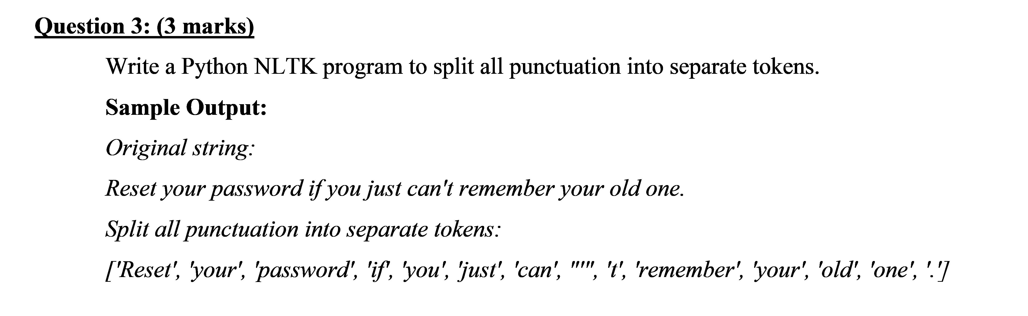 Question 3: (3 marks)
Write a Python NLTK program to split all punctuation into separate tokens.
Sample Output:
Original string:
Reset your password if you just can't remember your old one.
Split all punctuation into separate tokens:
['Reset', 'your', 'password', 'if', 'you', 'just', 'can', "'", 't', 'remember', 'your', 'old', 'one', '.']